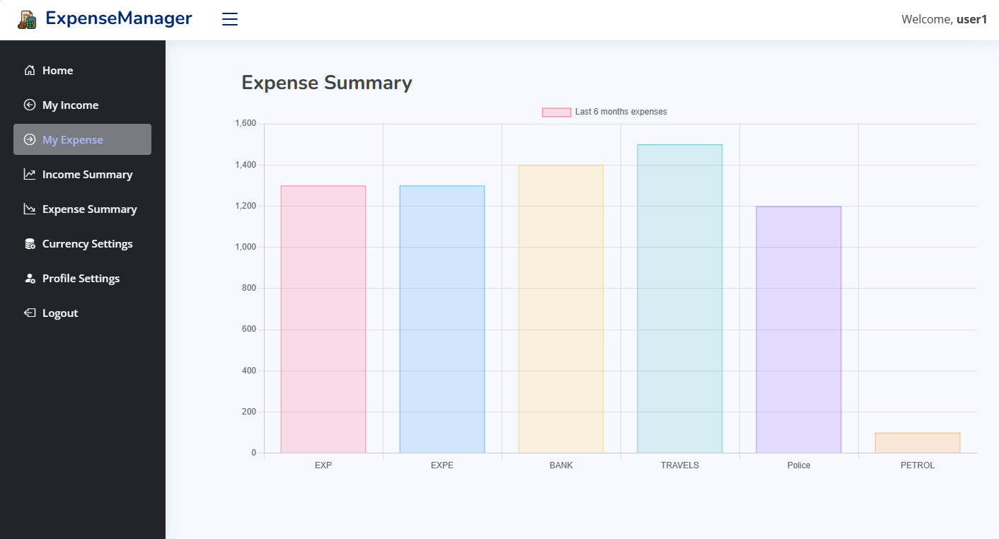 ExpenseManager
Welcome, user1
Home
My Income
My Expense
Income Summary
Expense Summary
Currency Settings
Profile Settings
Logout
Expense Summary
Last 6 months expenses
1,600
1,400
1,200
1,000
800
600
400
200
0
EXP EXPE BANK TRAVELS Police PETROL